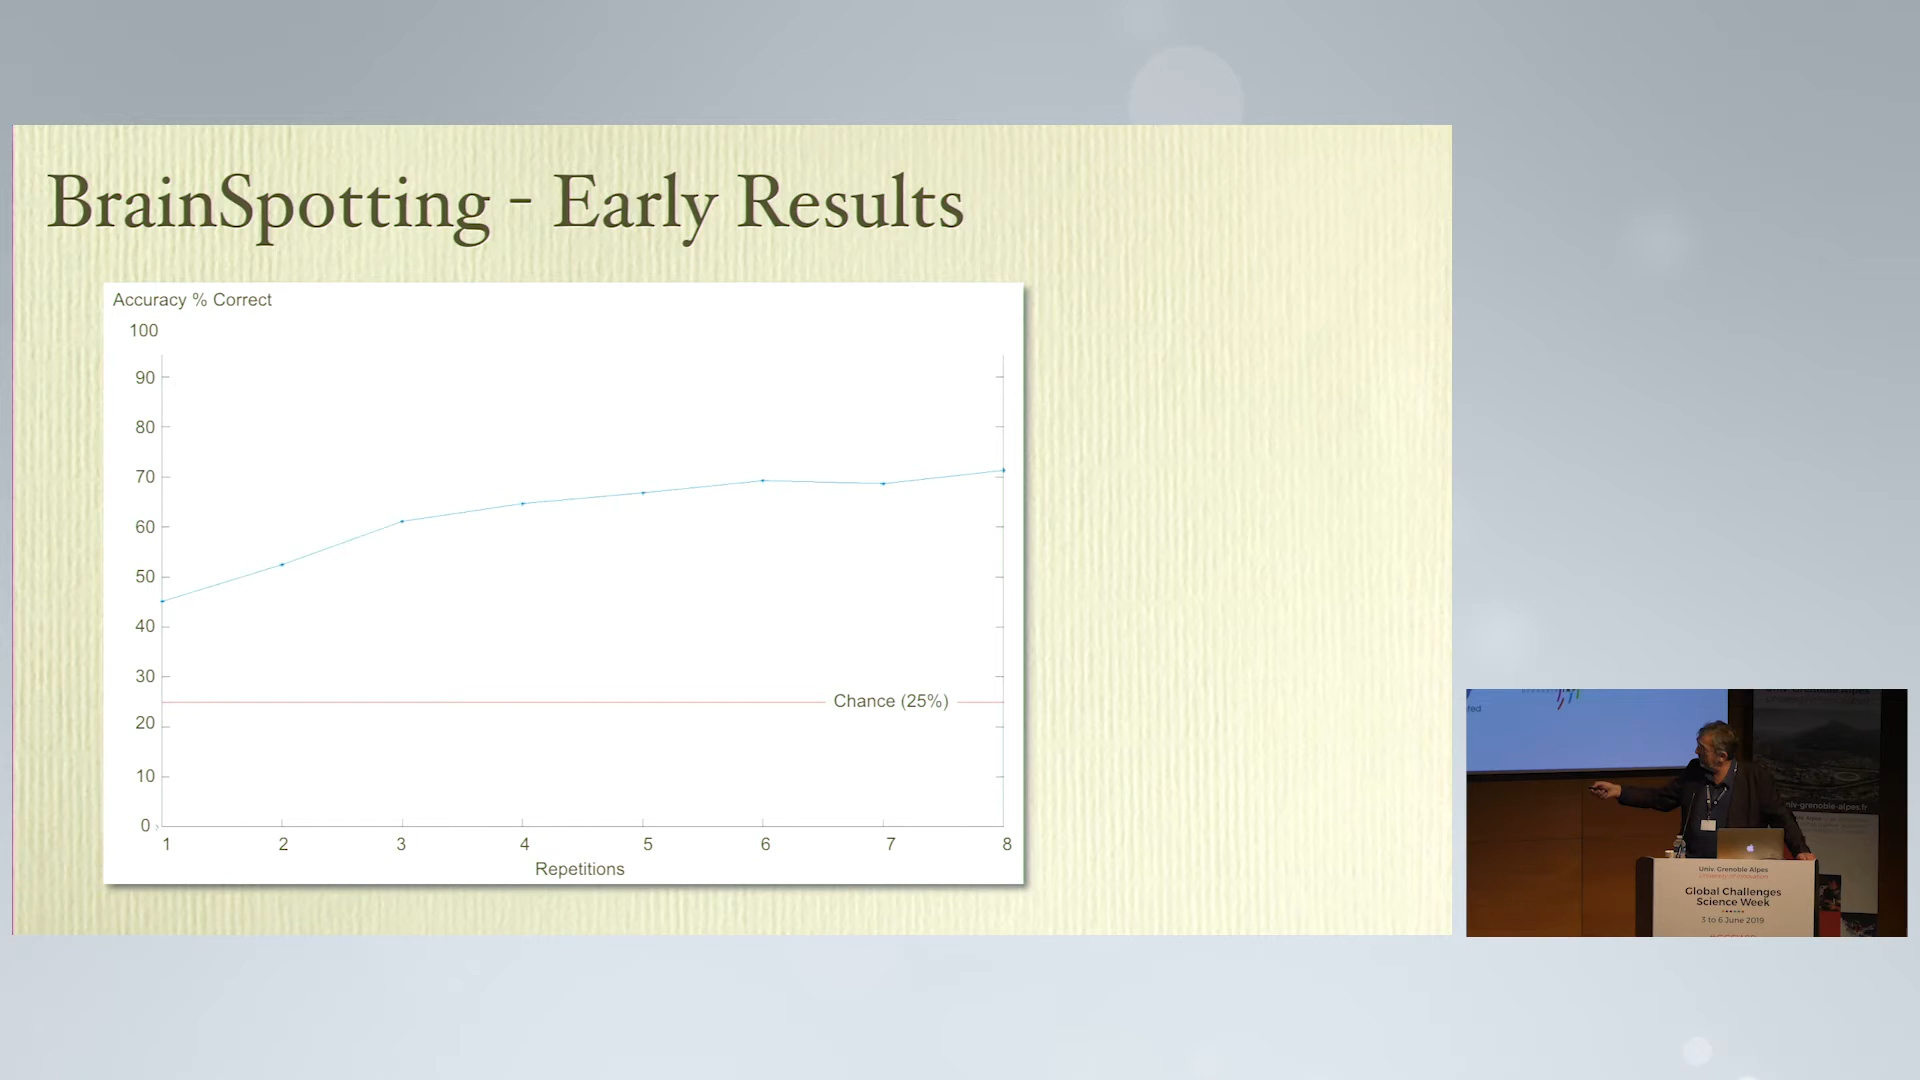 BrainSpotting - Early Results
Accuracy % Correct
100
90
80
70
60
50
40
30
Chance (25%)
20
10
0
1 2 3 4 5 6 7 8
Repetitions
Univ. Grenoble Alpes
Global Challenges
Science Week
3 to 6 June 2019